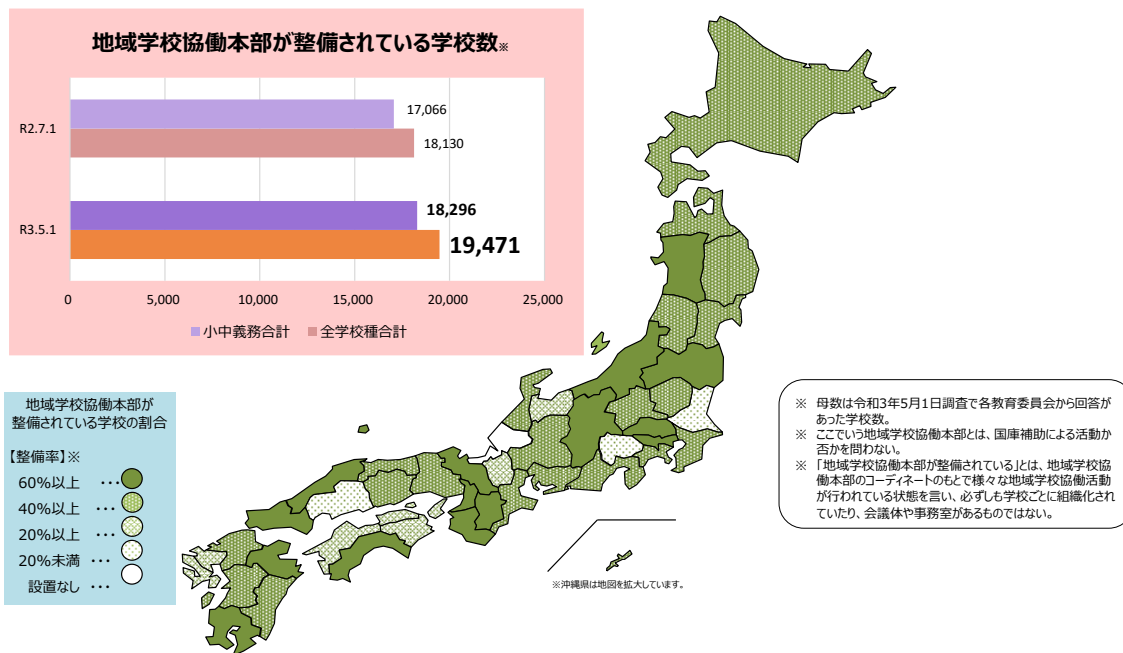 地域学校協働本部が整備されている学校数※
R2.7.1
17,066
18,130
R3.5.1
18,296
19,471
0
5,000
10,000
15,000
20,000
25,000
小中義務合計
全学校種合計
地域学校協働本部が
整備されている学校の割合
【整備率】※
60%以上 ・・・
40%以上 ・・・
20%以上 ・・・
20%未満 ・・・
設置なし ・・・
※ 母数は令和3年5月1日調査で各教育委員会から回答が
あった学校数。
※ ここでいう地域学校協働本部とは、国庫補助による活動か
否かを問わない。
※ 「地域学校協働本部が整備されている」とは、地域学校協
働本部のコーディネートのもとで様々な地域学校協働活動
が行われている状態を言い、必ずしも学校ごとに組織化され
ていたり、会議体や事務室があるものではない。
※沖縄県は地図を拡大しています。